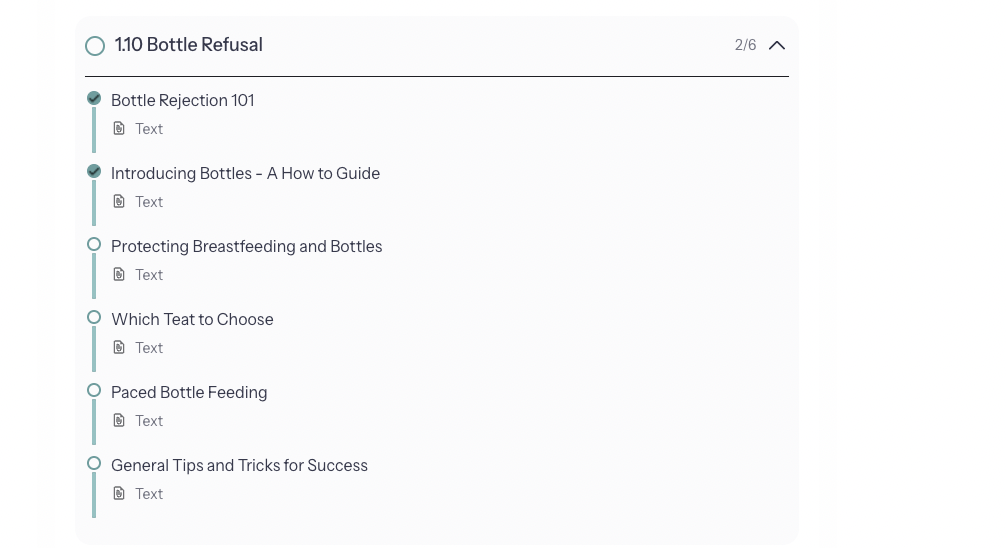 1.10 Bottle Refusal 2/6
Bottle Rejection 101
Text
Introducing Bottles - A How to Guide
Text
Protecting Breastfeeding and Bottles
Text
Which Teat to Choose
Text
Paced Bottle Feeding
Text
General Tips and Tricks for Success
Text